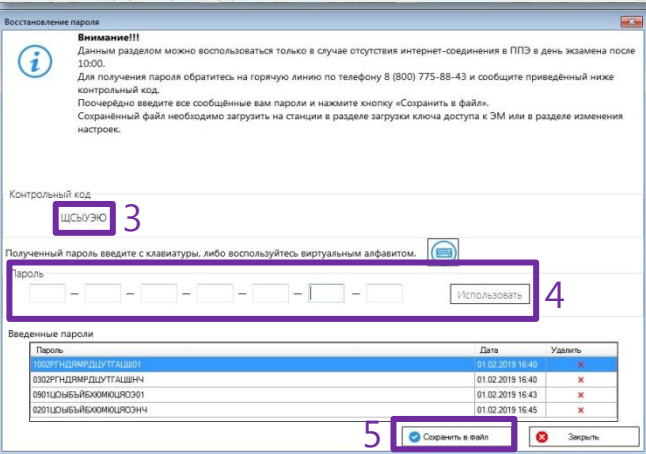 Восстановление пароля
Внимание!!!
Данным разделом можно воспользоваться только в случае отсутствия интернет-соединения в ППЭ в день экзамена после
10:00.
Для получения пароля обратитесь на горячую линию по телефону 8 (800) 775-88-43 и сообщите приведённый ниже
контрольный код.
Поочерёдно введите все сообщённые вам пароли и нажмите кнопку «Сохранить в файл».
Сохранённый файл необходимо загрузить на станции в разделе загрузки ключа доступа к ЭМ или в разделе изменения
настроек.
Контрольный код
ЩСЫУЭЮ 3
Полученный пароль введите с клавиатуры, либо воспользуйтесь виртуальным алфавитом.
Пароль
– – – – – – Использовать 4
Введенные пароли
Пароль Дата Удалить
1002РГНДЯМРДЦУТГАЦШ01 01.02.2019 16:40
0302РГНДЯМРДЦУТГАЦШНЧ 01.02.2019 16:40
0901ЦОЫБЪЙБХЮМЮЦЯОЭ01 01.02.2019 16:43
0201ЦОЫБЪЙБХЮМЮЦЯОЭНЧ 01.02.2019 16:45
5 Сохранить в файл Закрыть